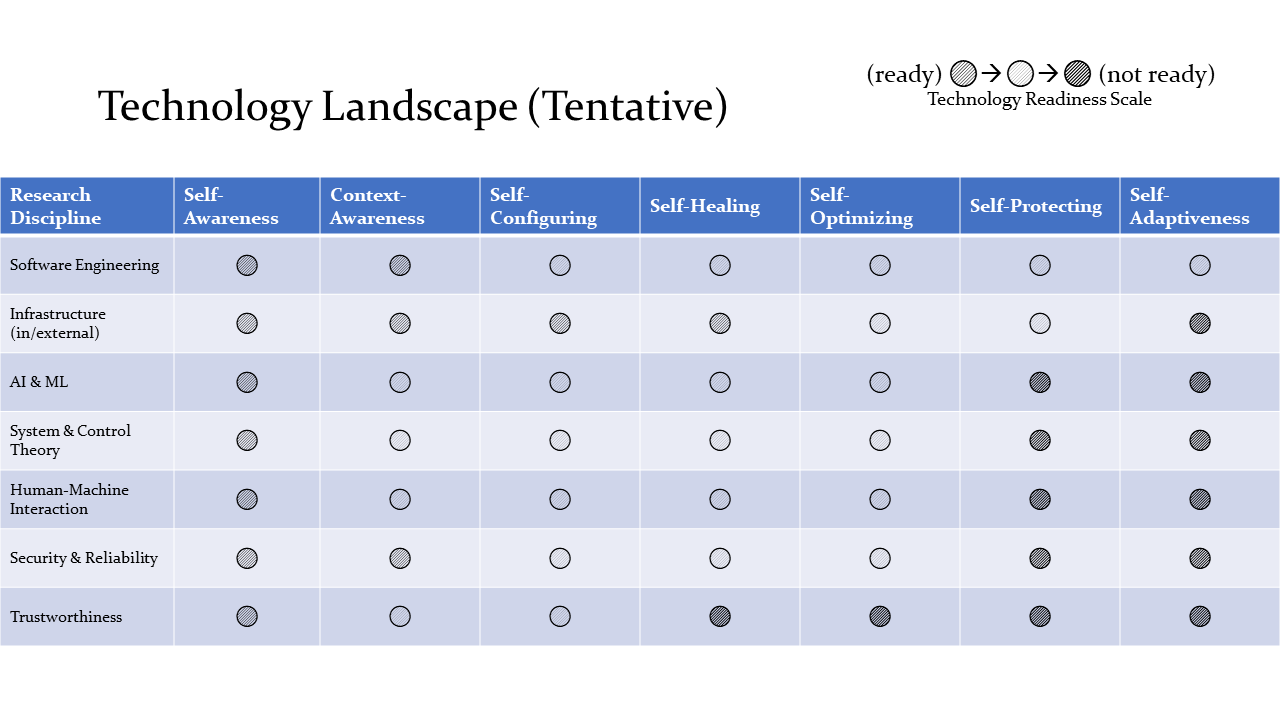 (ready) → → (not ready)
Technology Readiness Scale
Technology Landscape (Tentative)
Research
Discipline
Self-
Awareness
Context-
Awareness
Self-
Configuring
Self-Healing
Self-
Optimizing
Self-Protecting
Self-
Adaptiveness
Software Engineering
Infrastructure
(in/external)
AI & ML
System & Control
Theory
Human-Machine
Interaction
Security & Reliability
Trustworthiness